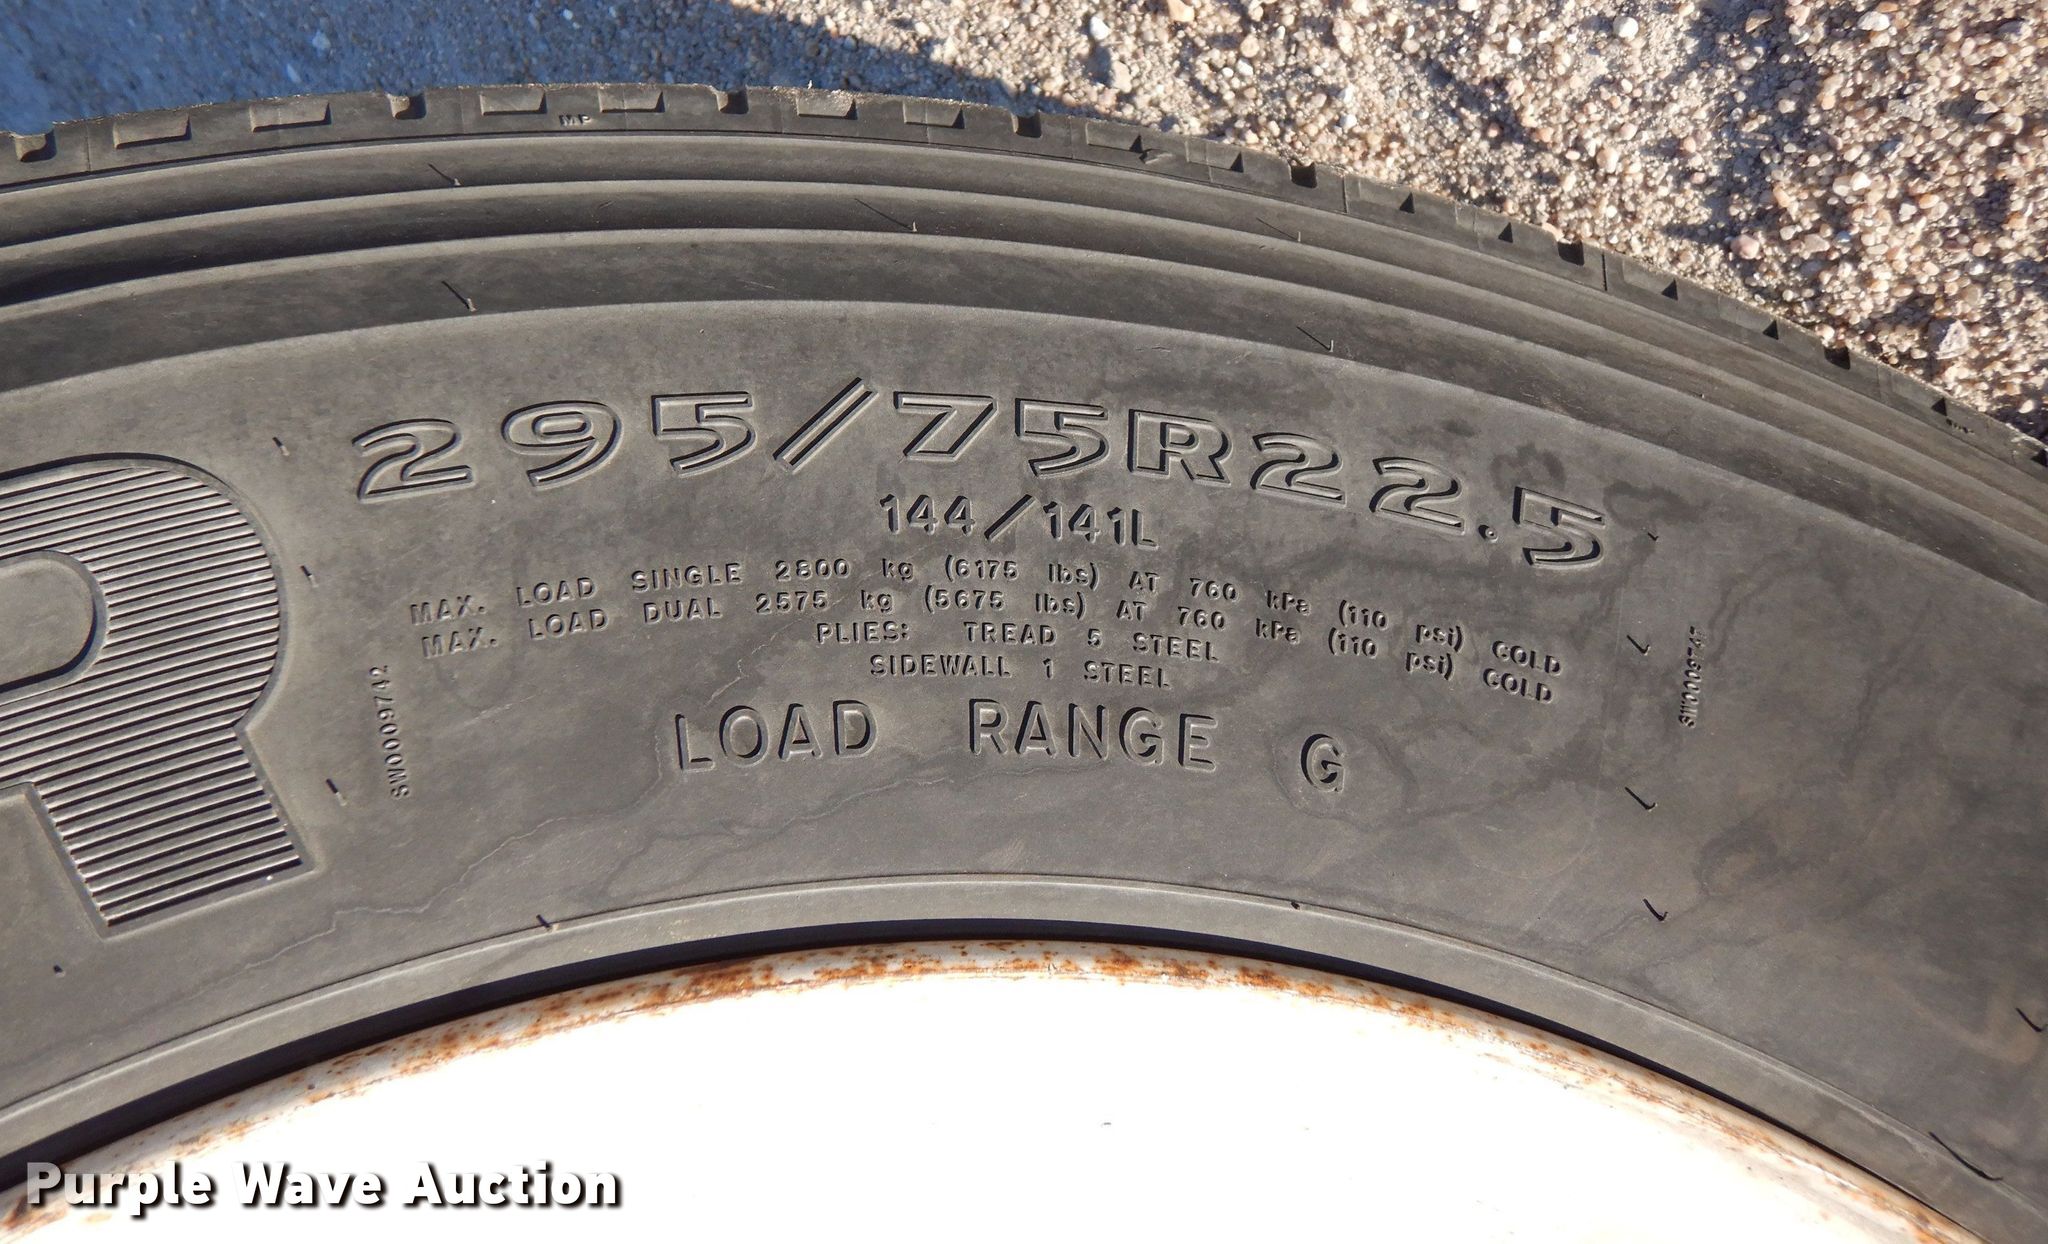 MP
295/75R22.5
144/141L
MAX. LOAD SINGLE 2800 kg (6175 lbs) AT 760 kPa (110 psi) COLD
MAX. LOAD DUAL 2575 kg (5675 lbs) AT 760 kPa (110 psi) COLD
PLIES: TREAD 5 STEEL
SIDEWALL 1 STEEL
LOAD RANGE G
SW0009742
R
Purple Wave Auction